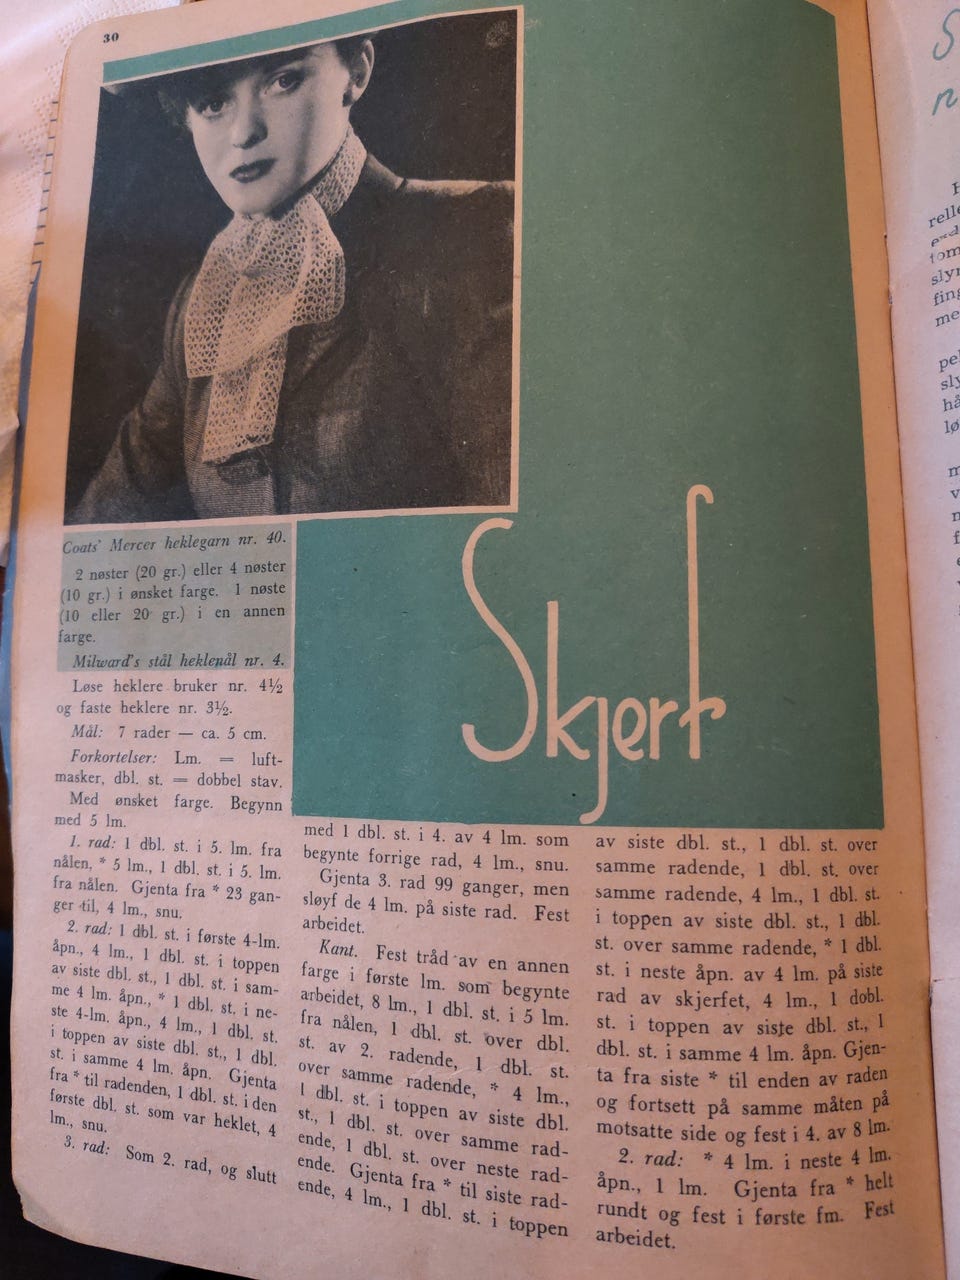 30
Skjerf
Coats' Mercer heklegarn nr. 40.
2 nøster (20 gr.) eller 4 nøster
(10 gr.) i ønsket farge. 1 nøste
(10 eller 20 gr.) i en annen
farge.
Milward's stål heklenål nr. 4.
Løse heklere bruker nr. 4½
og faste heklere nr. 3½.
Mål: 7 rader — ca. 5 cm.
Forkortelser: Lm. = luft-
masker, dbl. st. = dobbel stav.
Med ønsket farge. Begynn
med 5 lm.
1. rad: 1 dbl. st. i 5. lm. fra
nålen, * 5 lm., 1 dbl. st. i 5. lm.
fra nålen. Gjenta fra * 23 gan-
ger til, 4 lm., snu.
2. rad: 1 dbl. st. i første 4-lm.
åpn., 4 lm., 1 dbl. st. i toppen
av siste dbl. st., 1 dbl. st. i sam-
me 4 lm. åpn., * 1 dbl. st. i ne-
ste 4-lm. åpn., 4 lm., 1 dbl. st.
i toppen av siste dbl. st., 1 dbl.
st. i samme 4 lm. åpn. Gjenta
fra * til radenden, 1 dbl. st. i den
første dbl. st. som var heklet, 4
lm., snu.
3. rad: Som 2. rad, og slutt
med 1 dbl. st. i 4. av 4 lm. som
begynte forrige rad, 4 lm., snu.
Gjenta 3. rad 99 ganger, men
sløyf de 4 lm. på siste rad. Fest
arbeidet.
Kant. Fest tråd av en annen
farge i første lm. som begynte
arbeidet, 8 lm., 1 dbl. st. i 5 lm.
fra nålen, 1 dbl. st. over dbl.
st. av 2. radende, 1 dbl. st.
over samme radende, * 4 lm.,
1 dbl. st. i toppen av siste dbl.
st., 1 dbl. st. over samme rad-
ende, 1 dbl. st. over neste rad-
ende. Gjenta fra * til siste rad-
ende, 4 lm., 1 dbl. st. i toppen
av siste dbl. st., 1 dbl. st. over
samme radende, 1 dbl. st. over
samme radende, 4 lm., 1 dbl. st.
i toppen av siste dbl. st., 1 dbl.
st. over samme radende, * 1 dbl.
st. i neste åpn. av 4 lm. på siste
rad av skjerfet, 4 lm., 1 dobl.
st. i toppen av siste dbl. st., 1
dbl. st. i samme 4 lm. åpn. Gjen-
ta fra siste * til enden av raden
og fortsett på samme måten på
motsatte side og fest i 4. av 8 lm.
2. rad: * 4 lm. i neste 4 lm.
åpn., 1 lm. Gjenta fra * helt
rundt og fest i første fm. Fest
arbeidet.